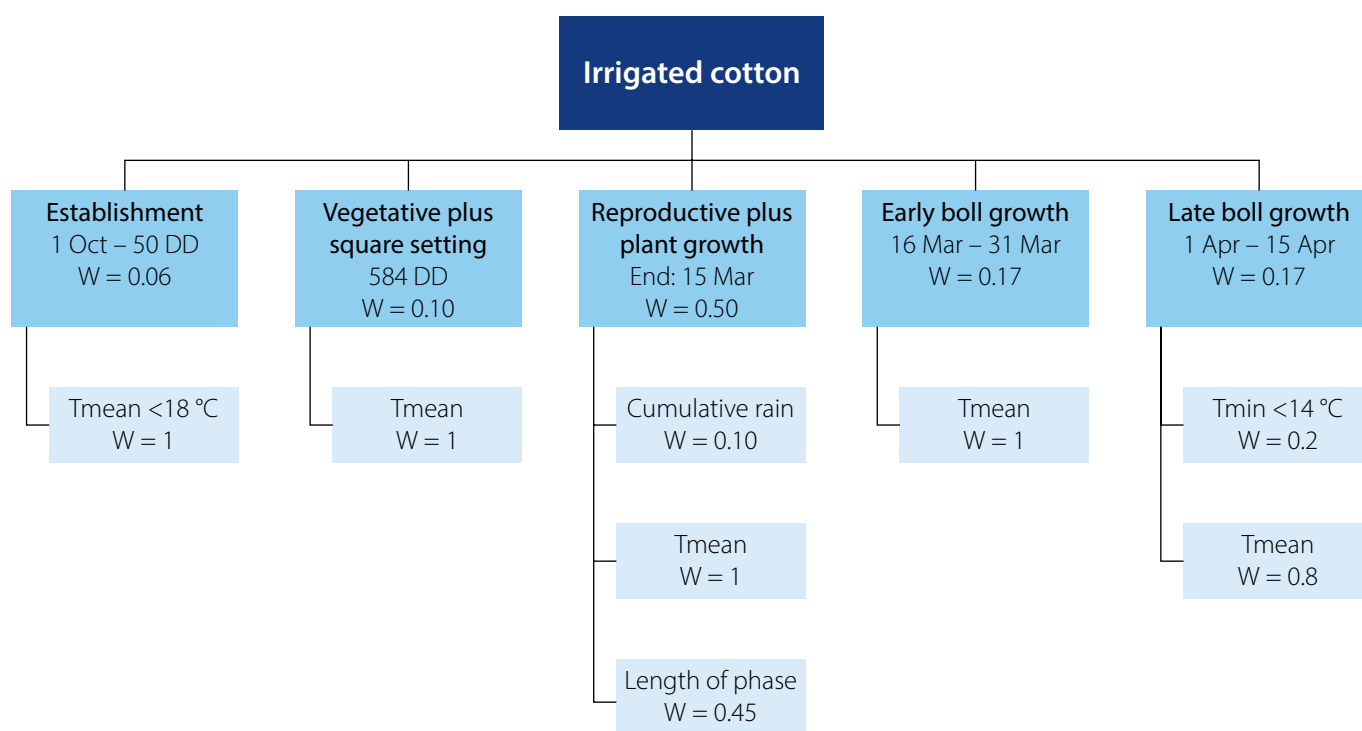 Irrigated cotton
Establishment
1 Oct – 50 DD
W = 0.06
Vegetative plus
square setting
584 DD
W = 0.10
Reproductive plus
plant growth
End: 15 Mar
W = 0.50
Early boll growth
16 Mar – 31 Mar
W = 0.17
Late boll growth
1 Apr – 15 Apr
W = 0.17
Tmean <18 °C
W = 1
Tmean
W = 1
Cumulative rain
W = 0.10
Tmean
W = 1
Length of phase
W = 0.45
Tmean
W = 1
Tmin <14 °C
W = 0.2
Tmean
W = 0.8